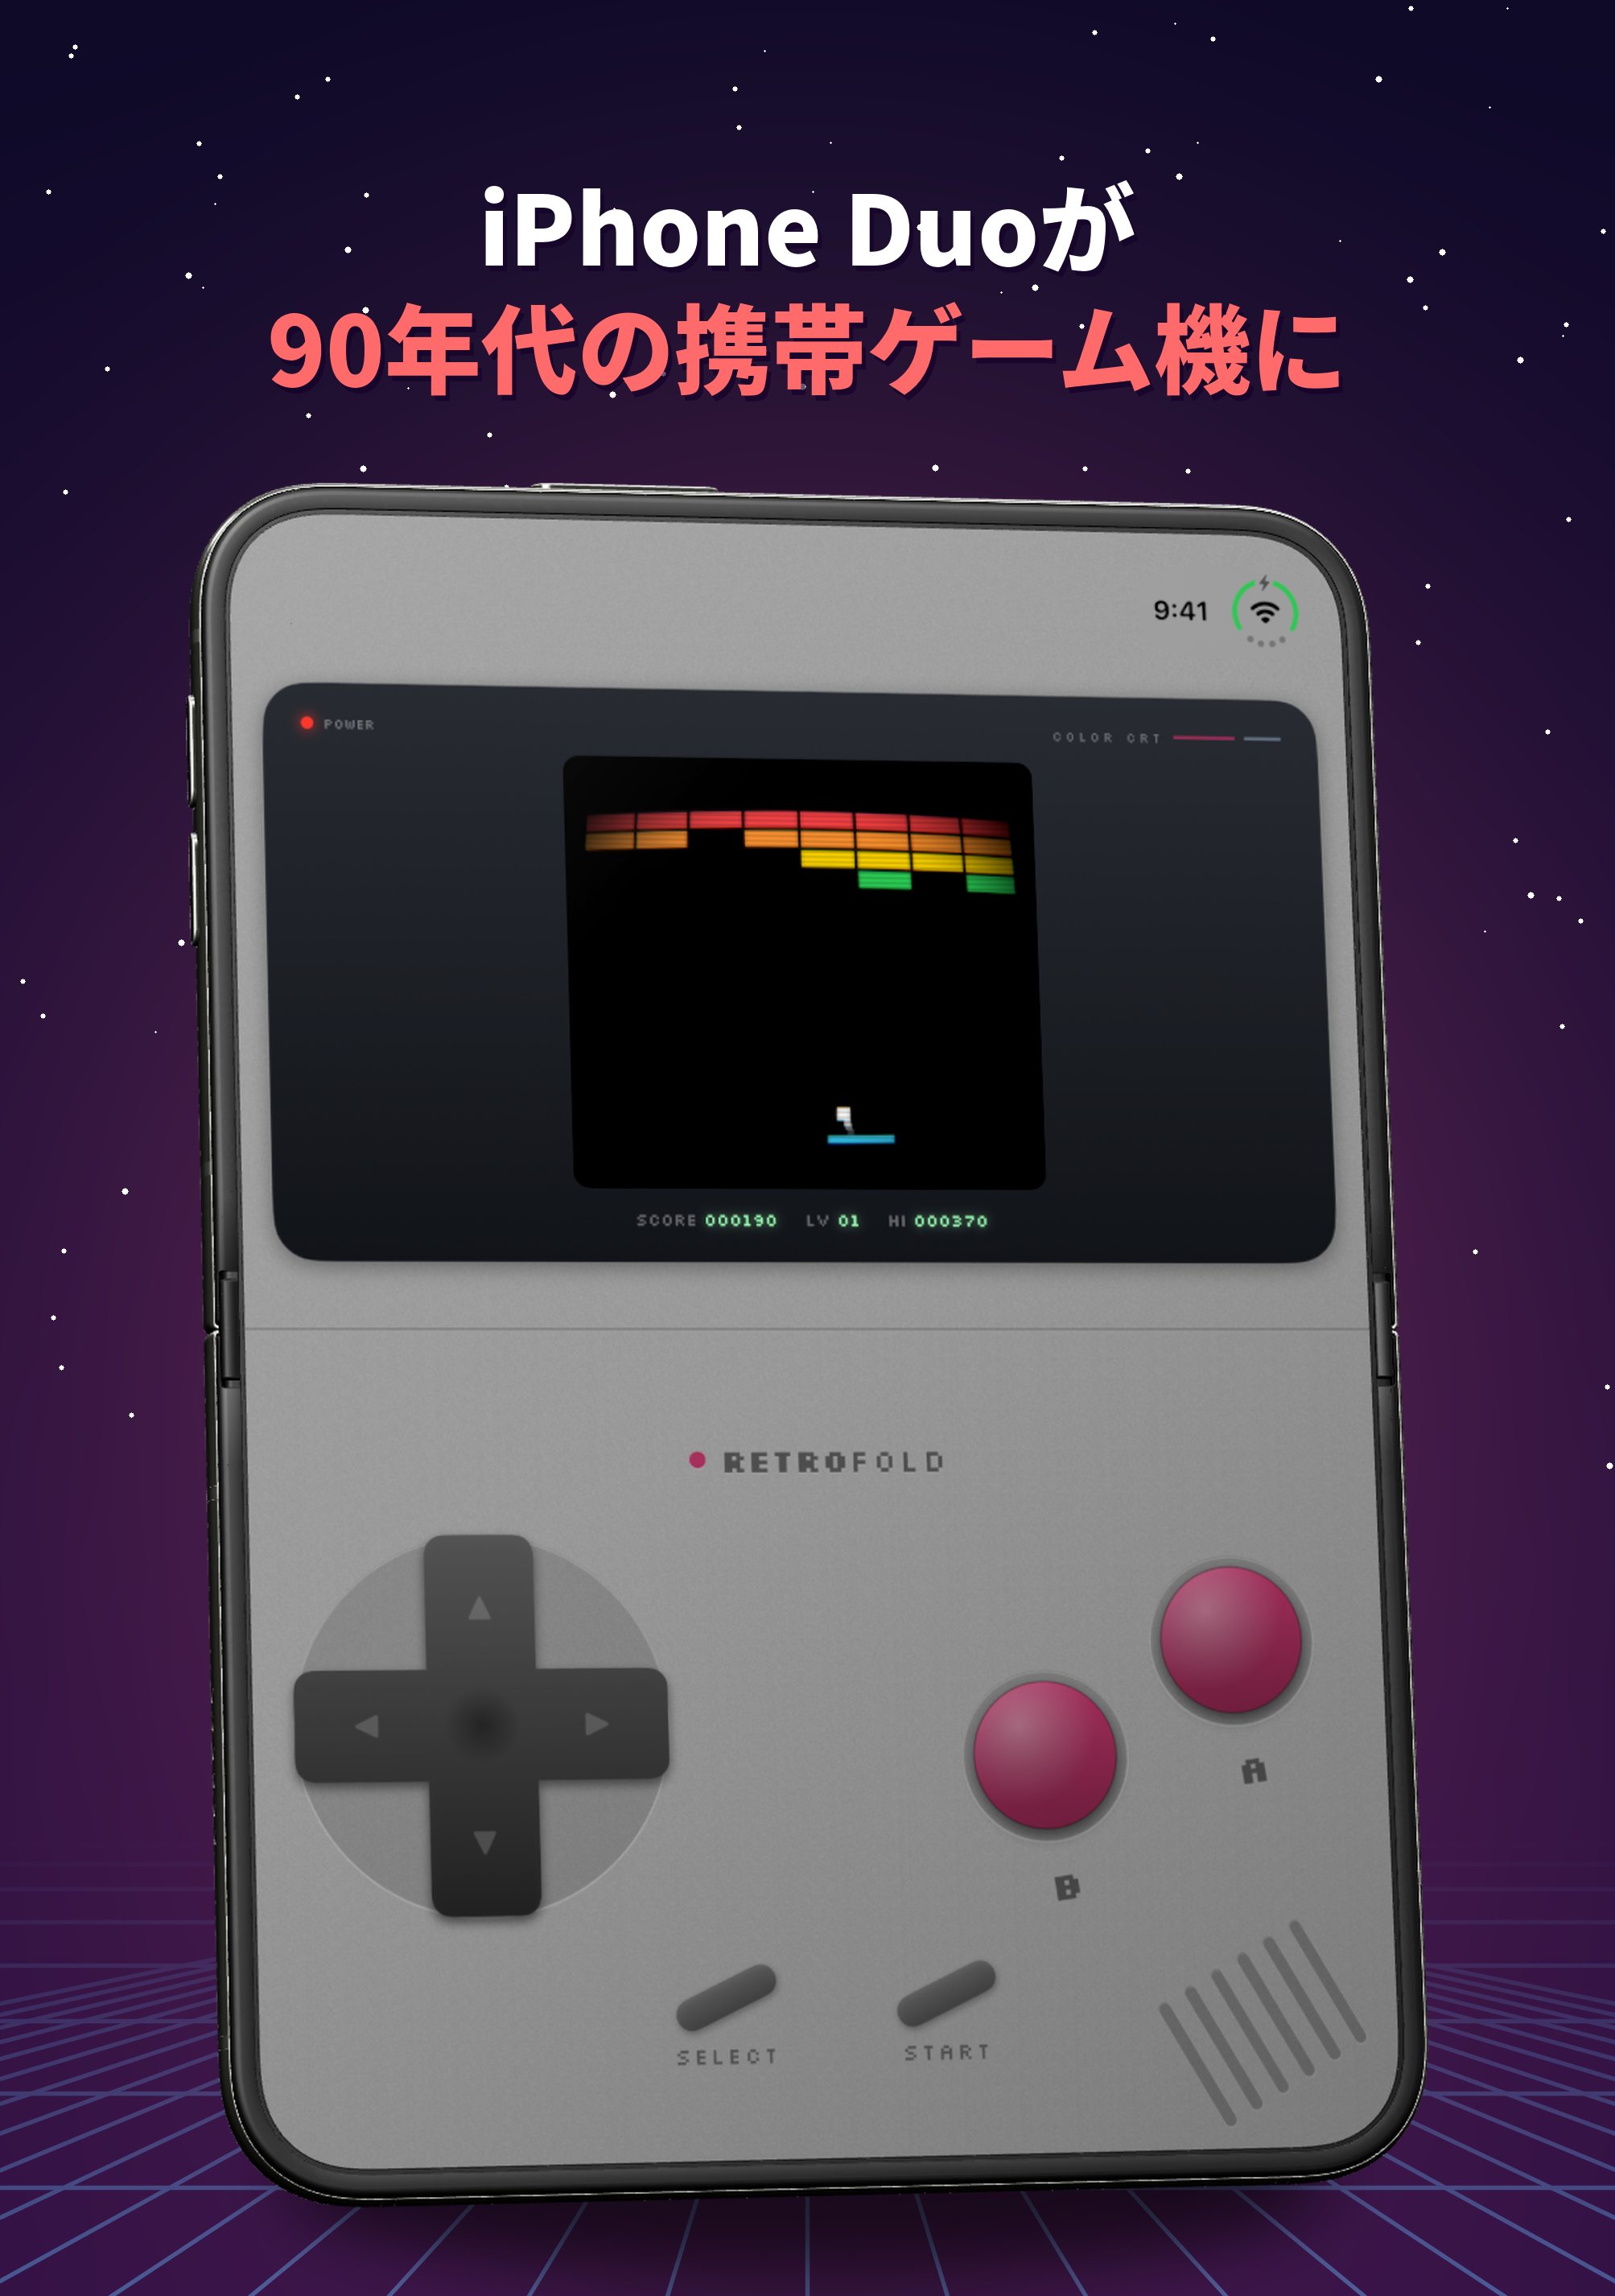 iPhone Duoが
90年代の携帯ゲーム機に
9:41
POWER
COLOR CRT
SCORE 000190 LV 01 HI 000370
RETROFOLD
A
B
SELECT
START